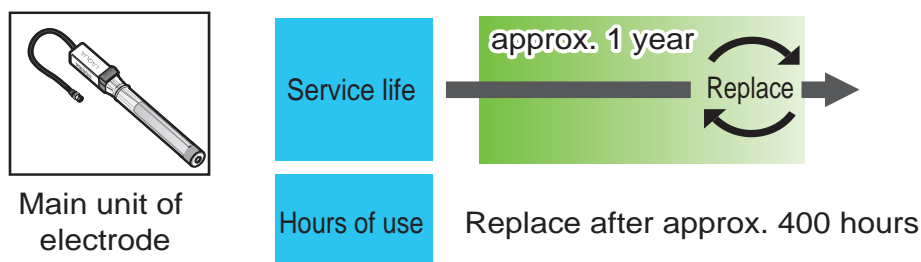 Main unit of
electrode
Service life
approx. 1 year
Replace
Hours of use
Replace after approx. 400 hours